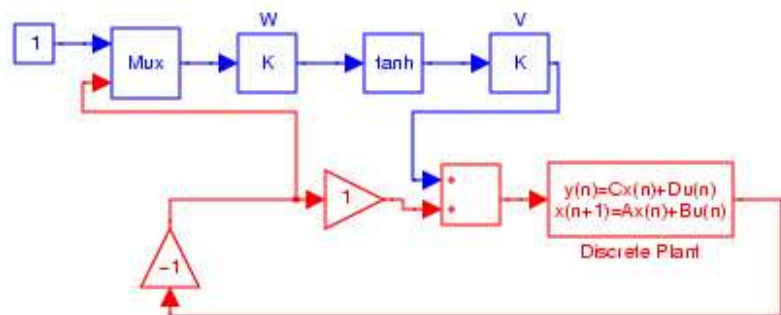 W
V
1
Mux
K
tanh
K
1
+
+
y(n)=Cx(n)+Du(n)
x(n+1)=Ax(n)+Bu(n)
Discrete Plant
-1